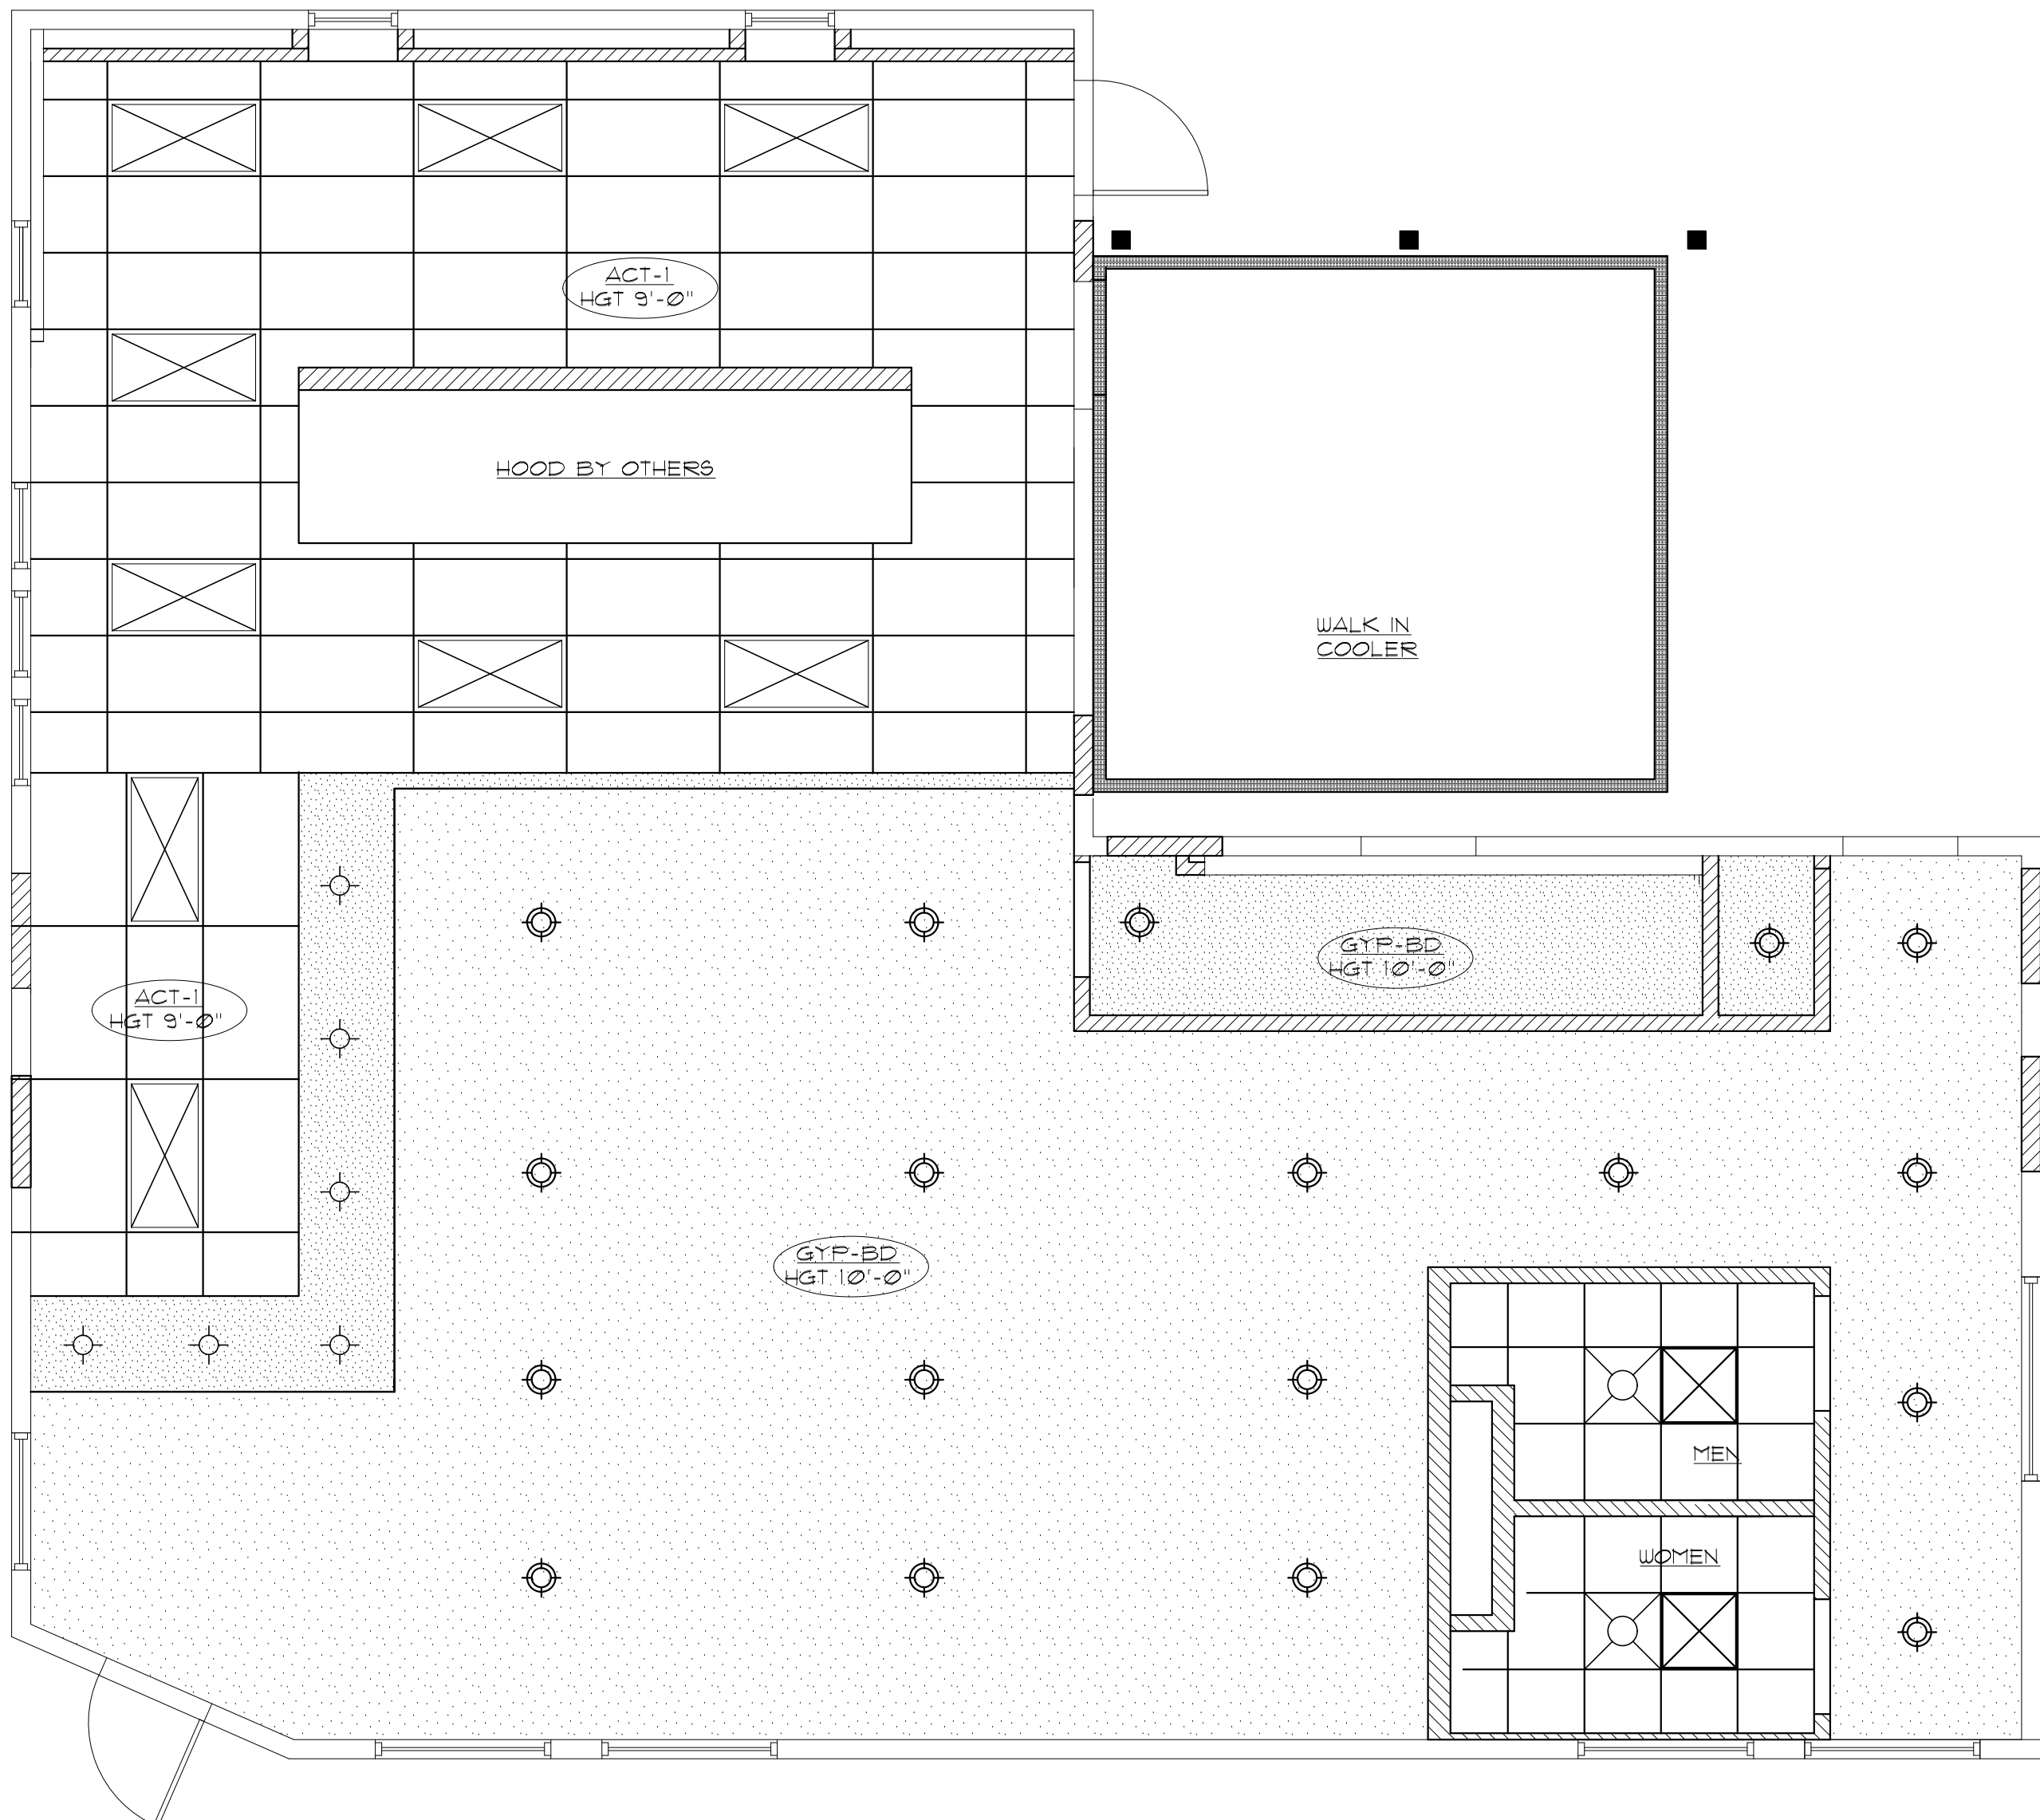 ACT-1
HGT 9'-0"
HOOD BY OTHERS
WALK IN
COOLER
GYP-BD
HGT 10'-0"
ACT-1
HGT 9'-0"
GYP-BD
HGT 10'-0"
MEN
WOMEN